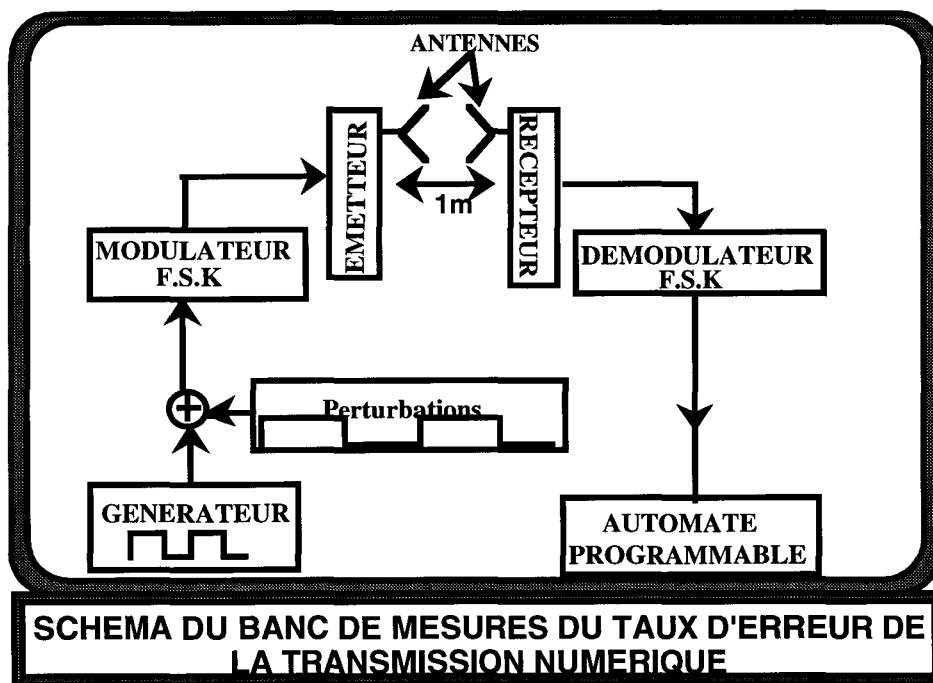 ANTENNES
EMETTEUR
RECEPTEUR
1m
MODULATEUR
F.S.K
DEMODULATEUR
F.S.K
Perturbations
GENERATEUR
AUTOMATE
PROGRAMMABLE
SCHEMA DU BANC DE MESURES DU TAUX D'ERREUR DE
LA TRANSMISSION NUMERIQUE